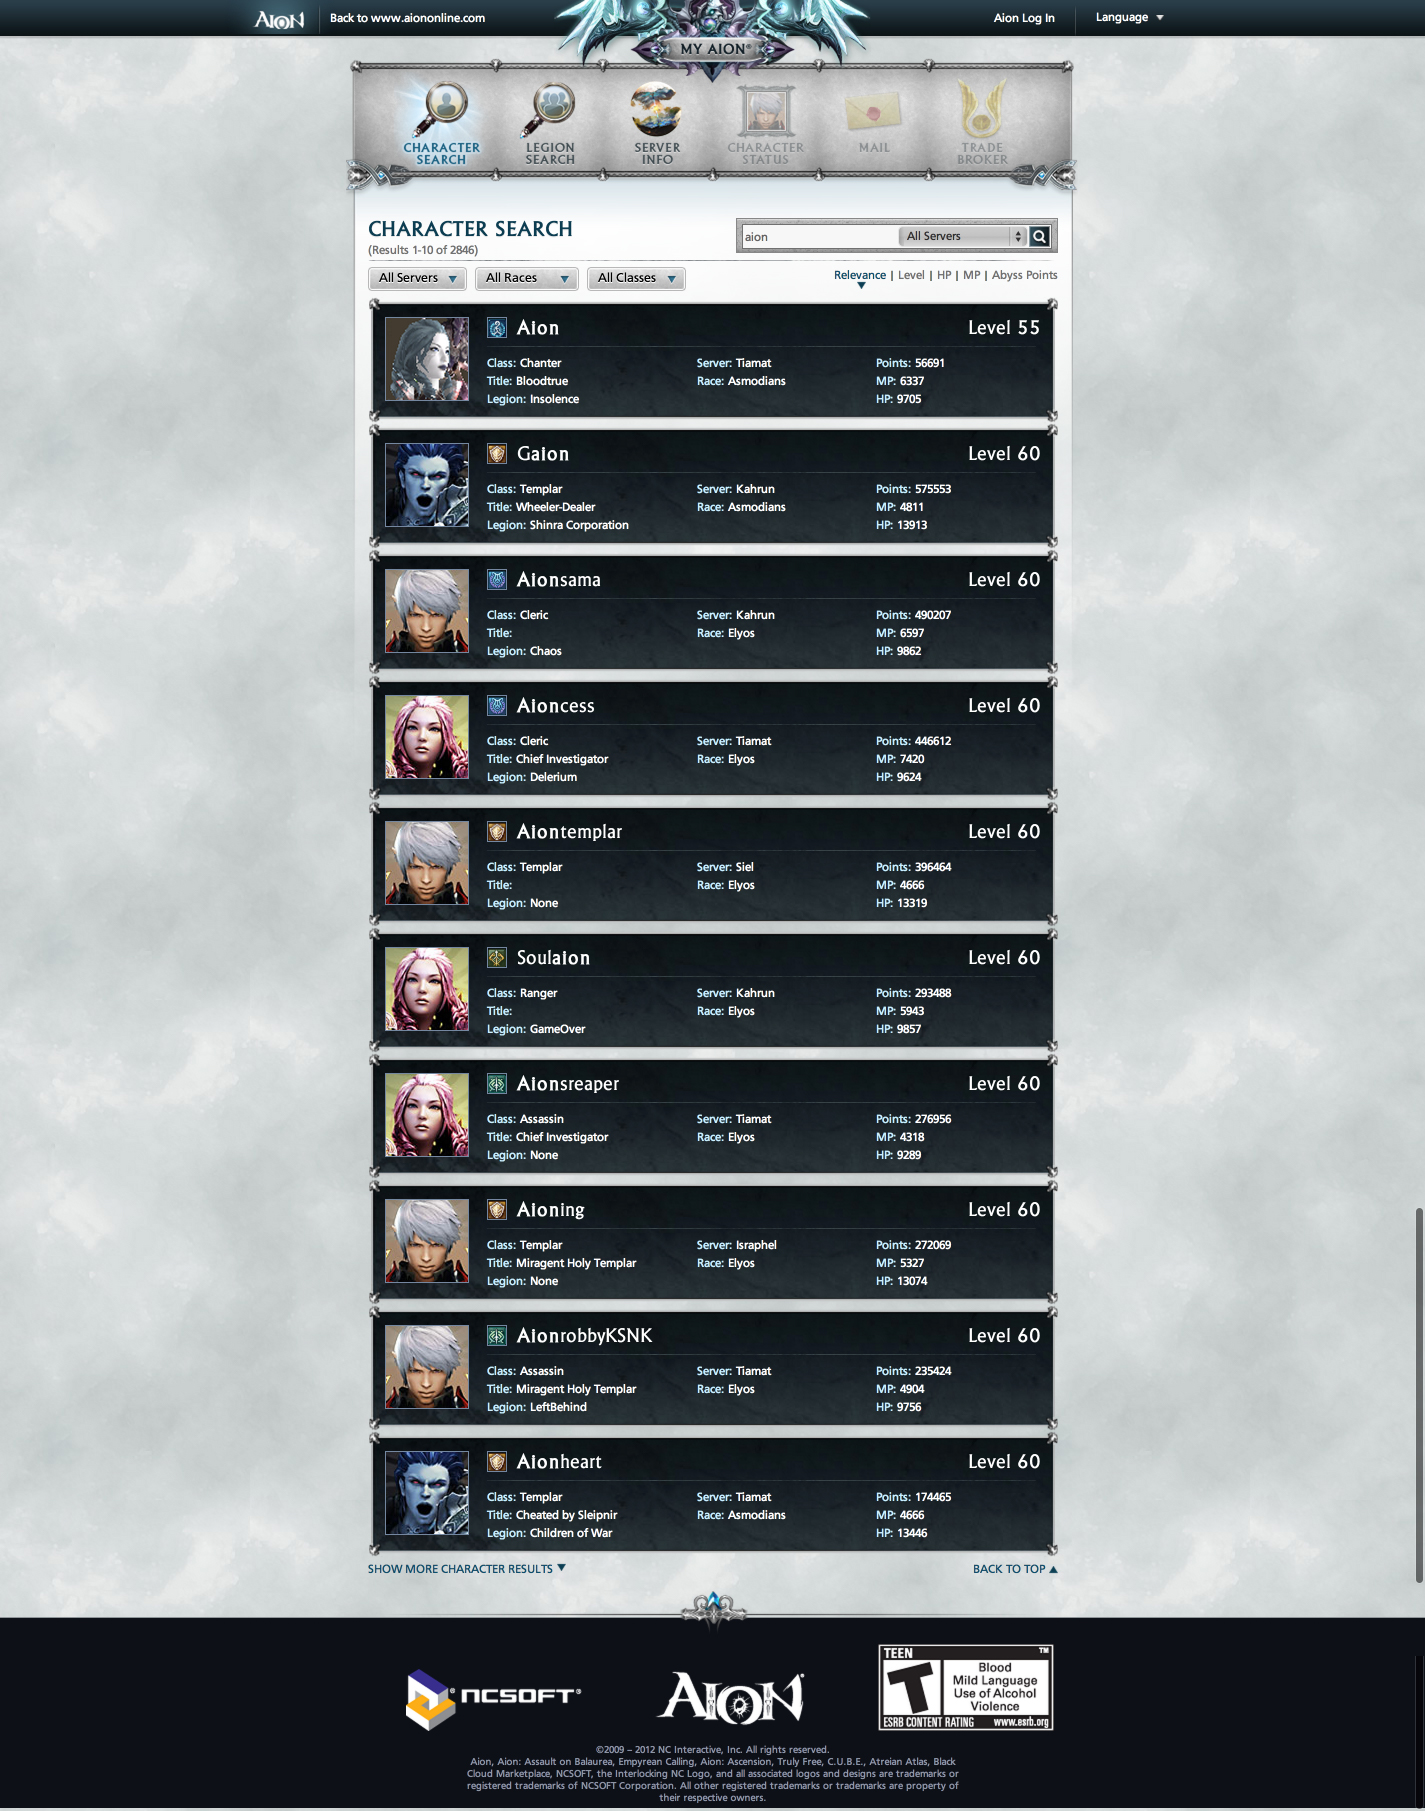 AION
Back to www.aiononline.com
Aion Log In
Language
MY AION®
CHARACTER SEARCH
LEGION SEARCH
SERVER INFO
CHARACTER STATUS
MAIL
TRADE BROKER
CHARACTER SEARCH
(Results 1-10 of 2846)
aion
All Servers
All Servers
All Races
All Classes
Relevance | Level | HP | MP | Abyss Points
Aion
Level 55
Class: Chanter
Server: Tiamat
Points: 56691
Title: Bloodtrue
Race: Asmodians
MP: 6337
Legion: Insolence
HP: 9705
Gaion
Level 60
Class: Templar
Server: Kahrun
Points: 575553
Title: Wheeler-Dealer
Race: Asmodians
MP: 4811
Legion: Shinra Corporation
HP: 13913
Aionsama
Level 60
Class: Cleric
Server: Kahrun
Points: 490207
Title:
Race: Elyos
MP: 6597
Legion: Chaos
HP: 9862
Aioncess
Level 60
Class: Cleric
Server: Tiamat
Points: 446612
Title: Chief Investigator
Race: Elyos
MP: 7420
Legion: Delerium
HP: 9624
Aiontemplar
Level 60
Class: Templar
Server: Siel
Points: 396464
Title:
Race: Elyos
MP: 4666
Legion: None
HP: 13319
Soulaion
Level 60
Class: Ranger
Server: Kahrun
Points: 293488
Title:
Race: Elyos
MP: 5943
Legion: GameOver
HP: 9857
Aionsreaper
Level 60
Class: Assassin
Server: Tiamat
Points: 276956
Title: Chief Investigator
Race: Elyos
MP: 4318
Legion: None
HP: 9289
Aioning
Level 60
Class: Templar
Server: Israphel
Points: 272069
Title: Miragent Holy Templar
Race: Elyos
MP: 5327
Legion: None
HP: 13074
AionrobbyKSNK
Level 60
Class: Assassin
Server: Tiamat
Points: 235424
Title: Miragent Holy Templar
Race: Elyos
MP: 4904
Legion: LeftBehind
HP: 9756
Aionheart
Level 60
Class: Templar
Server: Tiamat
Points: 174465
Title: Cheated by Sleipnir
Race: Asmodians
MP: 4666
Legion: Children of War
HP: 13446
SHOW MORE CHARACTER RESULTS
BACK TO TOP
NCSOFT®
AION®
TEEN ™
T
Blood
Mild Language
Use of Alcohol
Violence
ESRB CONTENT RATING www.esrb.org
©2009 – 2012 NC Interactive, Inc. All rights reserved.
Aion, Aion: Assault on Balaurea, Empyrean Calling, Aion: Ascension, Truly Free, C.U.B.E., Atreian Atlas, Black
Cloud Marketplace, NCSOFT, the Interlocking NC Logo, and all associated logos and designs are trademarks or
registered trademarks of NCSOFT Corporation. All other registered trademarks or trademarks are property of
their respective owners.